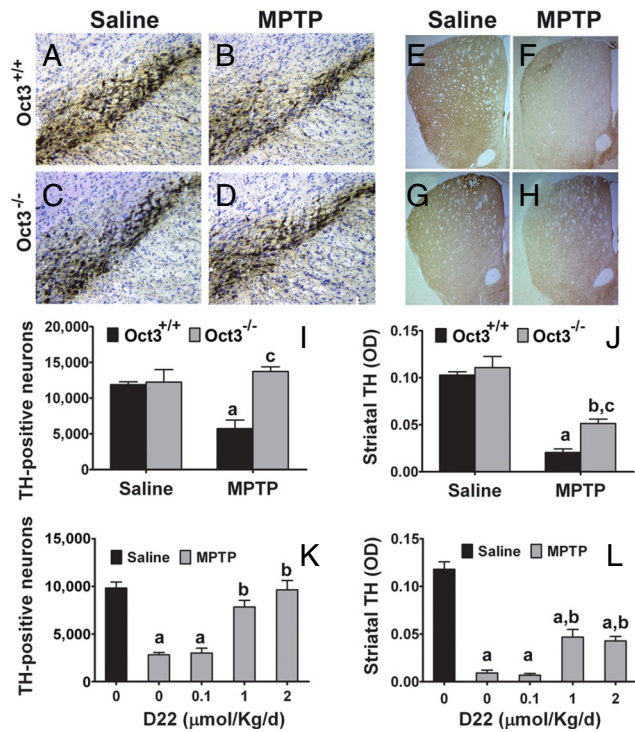 Saline MPTP Saline MPTP
Oct3+/+ A B E F
Oct3-/- C D G H
I
Oct3+/+ Oct3-/-
TH-positive neurons
20,000
15,000
10,000
5,000
0,000
a
c
Saline MPTP
J
Oct3+/+ Oct3-/-
Striatal TH (OD)
0.15
0.10
0.05
0.00
a
b,c
Saline MPTP
K
Saline MPTP
TH-positive neurons
15,000
10,000
5,000
0,000
a a b b
0 0 0.1 1 2
D22 (μmol/Kg/d)
L
Saline MPTP
Striatal TH (OD)
0.15
0.10
0.05
0.00
a a a,b a,b
0 0 0.1 1 2
D22 (μmol/Kg/d)